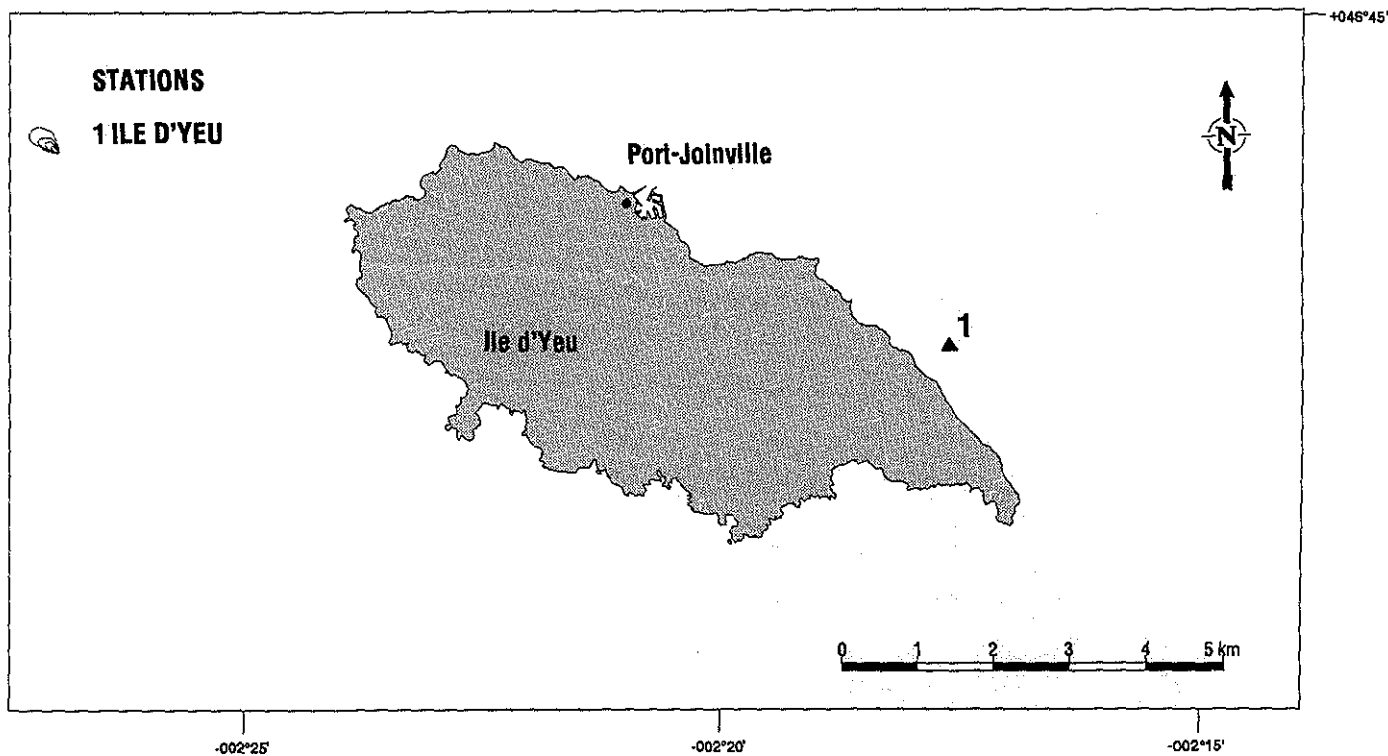 +046°45'
STATIONS
1 ILE D'YEU
N
Port-Joinville
1
Ile d'Yeu
0 1 2 3 4 5 km
-002°25' -002°20' -002°15'